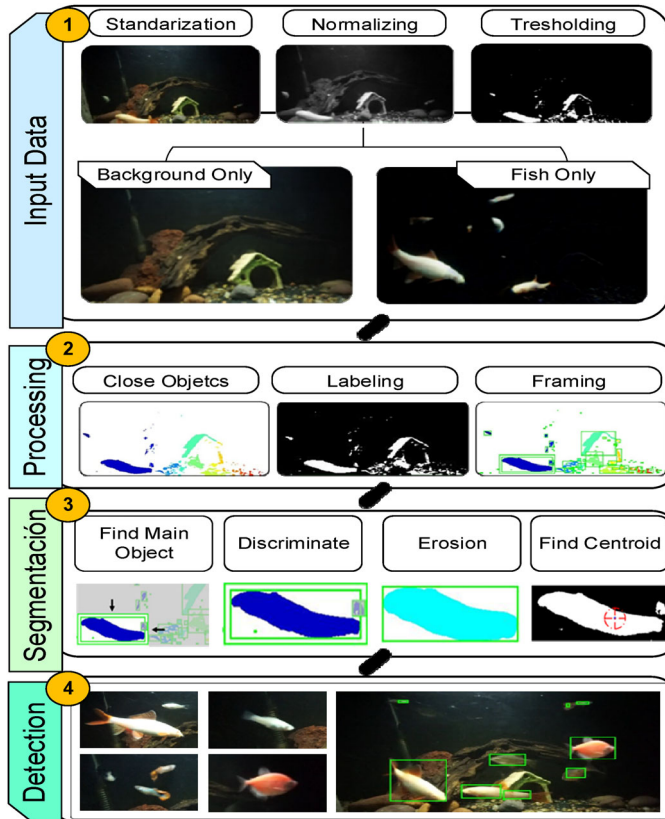 1
Standarization
Normalizing
Tresholding
Input Data
Background Only
Fish Only
2
Processing
Close Objetcs
Labeling
Framing
3
Segmentación
Find Main
Object
Discriminate
Erosion
Find Centroid
4
Detection